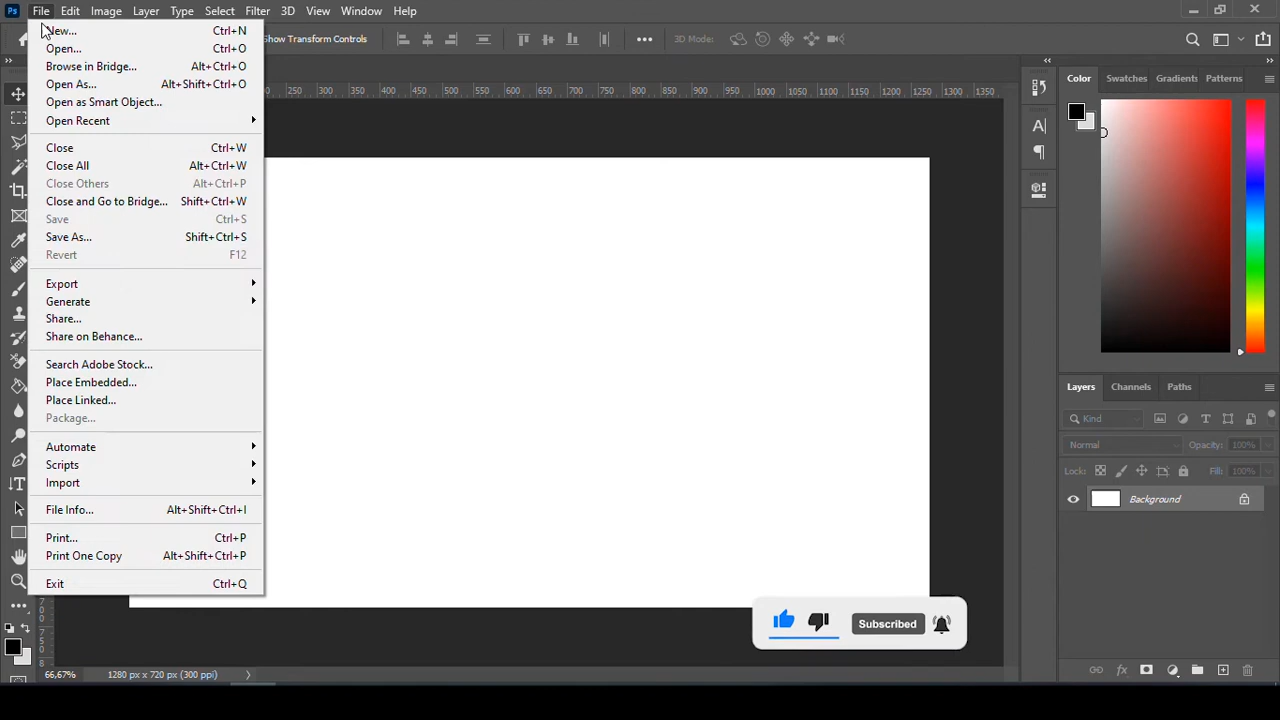 Ps File Edit Image Layer Type Select Filter 3D View Window Help
Show Transform Controls
3D Mode:
New... Ctrl+N
Open... Ctrl+O
Browse in Bridge... Alt+Ctrl+O
Open As... Alt+Shift+Ctrl+O
Open as Smart Object...
Open Recent
Close Ctrl+W
Close All Alt+Ctrl+W
Close Others Alt+Ctrl+P
Close and Go to Bridge... Shift+Ctrl+W
Save Ctrl+S
Save As... Shift+Ctrl+S
Revert F12
Export
Generate
Share...
Share on Behance...
Search Adobe Stock...
Place Embedded...
Place Linked...
Package...
Automate
Scripts
Import
File Info... Alt+Shift+Ctrl+I
Print... Ctrl+P
Print One Copy Alt+Shift+Ctrl+P
Exit Ctrl+Q
250 300 350 400 450 500 550 600 650 700 750 800 850 900 950 1000 1050 1100 1150 1200 1250 1300 1350
Color Swatches Gradients Patterns
Layers Channels Paths
Kind
Normal Opacity: 100%
Lock: Fill: 100%
Background
Subscribed
66,67% 1280 px x 720 px (300 ppi)